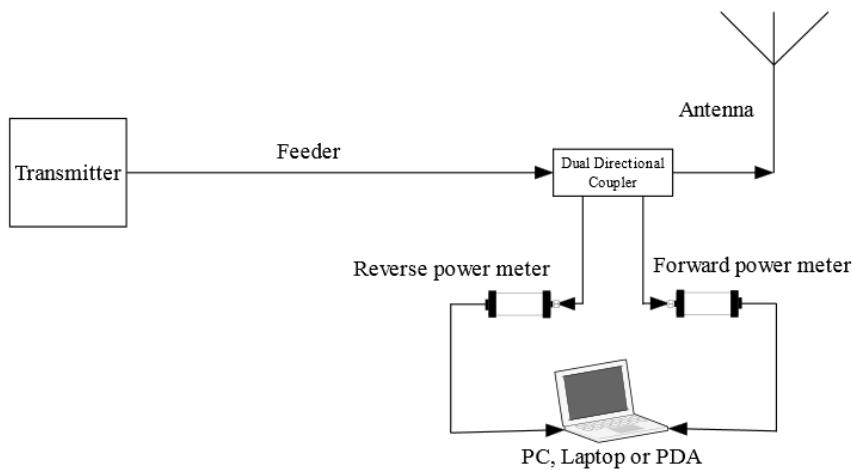 Antenna
Feeder
Transmitter
Dual Directional
Coupler
Reverse power meter
Forward power meter
PC, Laptop or PDA